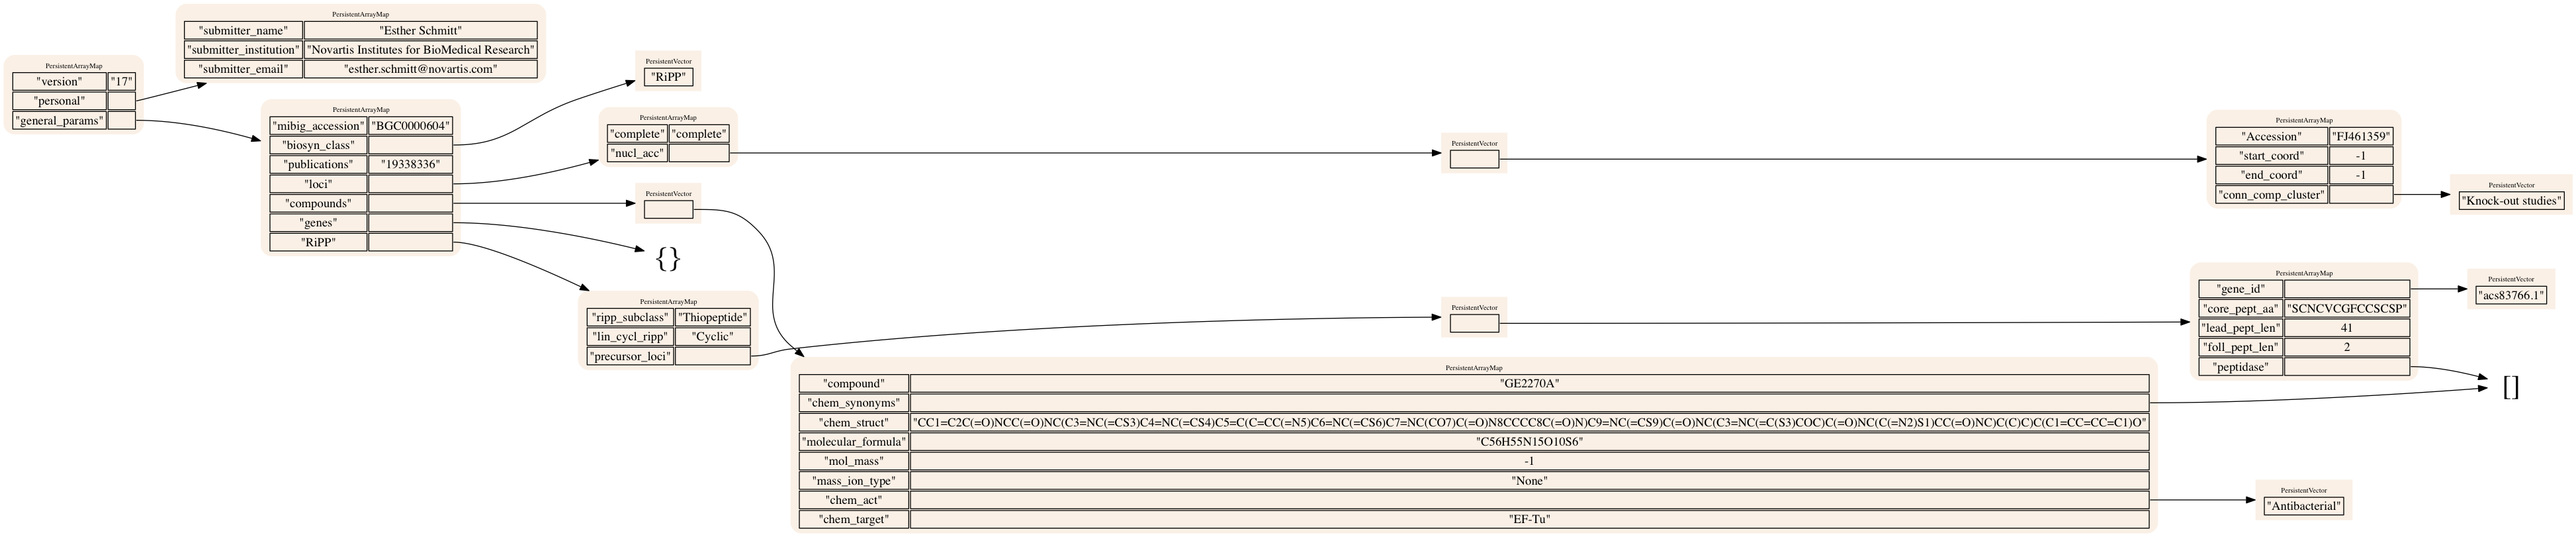 PersistentArrayMap
"version" "17"
"personal"
"general_params"
PersistentArrayMap
"submitter_name" "Esther Schmitt"
"submitter_institution" "Novartis Institutes for BioMedical Research"
"submitter_email" "esther.schmitt@novartis.com"
PersistentArrayMap
"mibig_accession" "BGC0000604"
"biosyn_class"
"publications" "19338336"
"loci"
"compounds"
"genes"
"RiPP"
PersistentVector
"RiPP"
PersistentArrayMap
"complete" "complete"
"nucl_acc"
PersistentVector
{}
PersistentArrayMap
"ripp_subclass" "Thiopeptide"
"lin_cycl_ripp" "Cyclic"
"precursor_loci"
PersistentVector
PersistentVector
PersistentArrayMap
"compound" "GE2270A"
"chem_synonyms"
"chem_struct" "CC1=C2C(=O)NCC(=O)NC(C3=NC(=CS3)C4=NC(=CS4)C5=C(C=CC(=N5)C6=NC(=CS6)C7=NC(CO7)C(=O)N8CCCC8C(=O)N)C9=NC(=CS9)C(=O)NC(C3=NC(=C(S3)COC)C(=O)NC(C(=N2)S1)CC(=O)NC)C(C)C)C(C1=CC=CC=C1)O"
"molecular_formula" "C56H55N15O10S6"
"mol_mass" -1
"mass_ion_type" "None"
"chem_act"
"chem_target" "EF-Tu"
PersistentArrayMap
"Accession" "FJ461359"
"start_coord" -1
"end_coord" -1
"conn_comp_cluster"
PersistentVector
"Knock-out studies"
PersistentArrayMap
"gene_id"
"core_pept_aa" "SCNCVCGFCCSCSP"
"lead_pept_len" 41
"foll_pept_len" 2
"peptidase"
PersistentVector
"acs83766.1"
[]
PersistentVector
"Antibacterial"